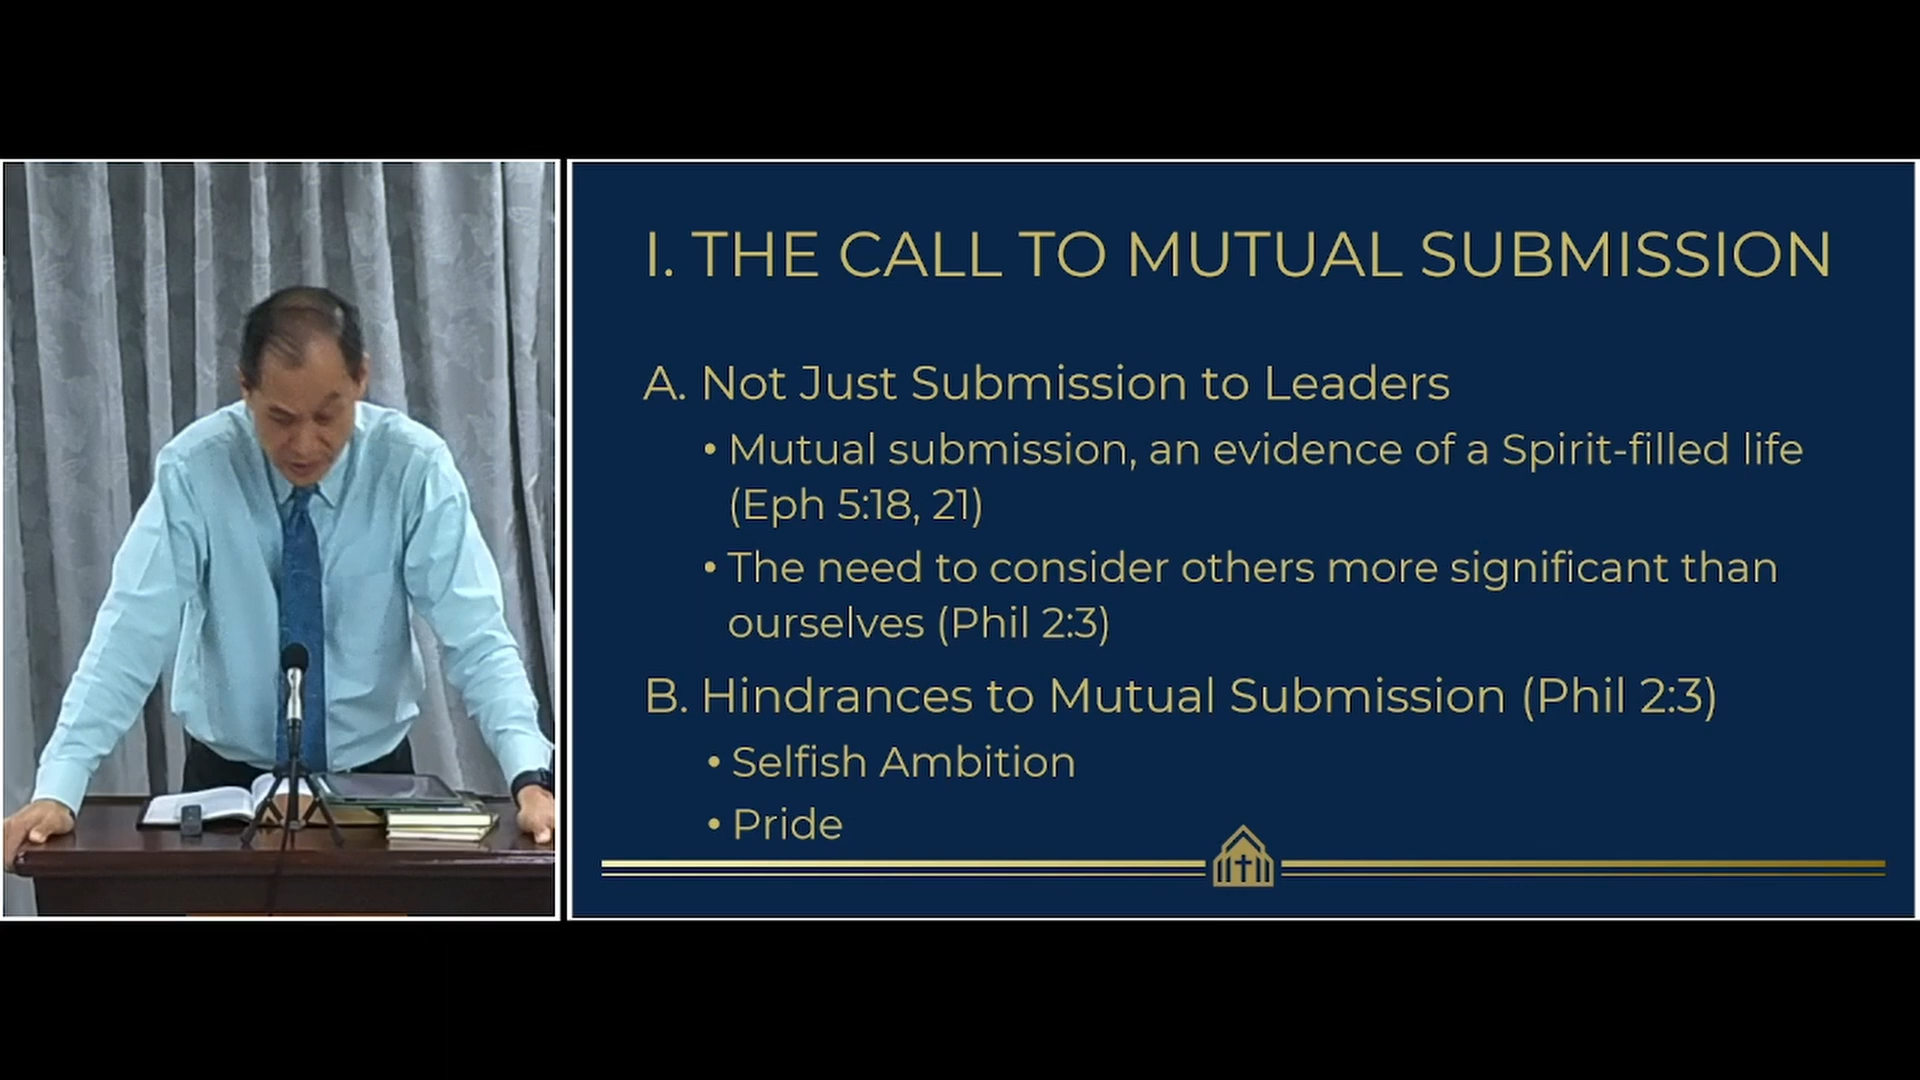 I. THE CALL TO MUTUAL SUBMISSION
A. Not Just Submission to Leaders
• Mutual submission, an evidence of a Spirit-filled life
(Eph 5:18, 21)
• The need to consider others more significant than
ourselves (Phil 2:3)
B. Hindrances to Mutual Submission (Phil 2:3)
• Selfish Ambition
• Pride